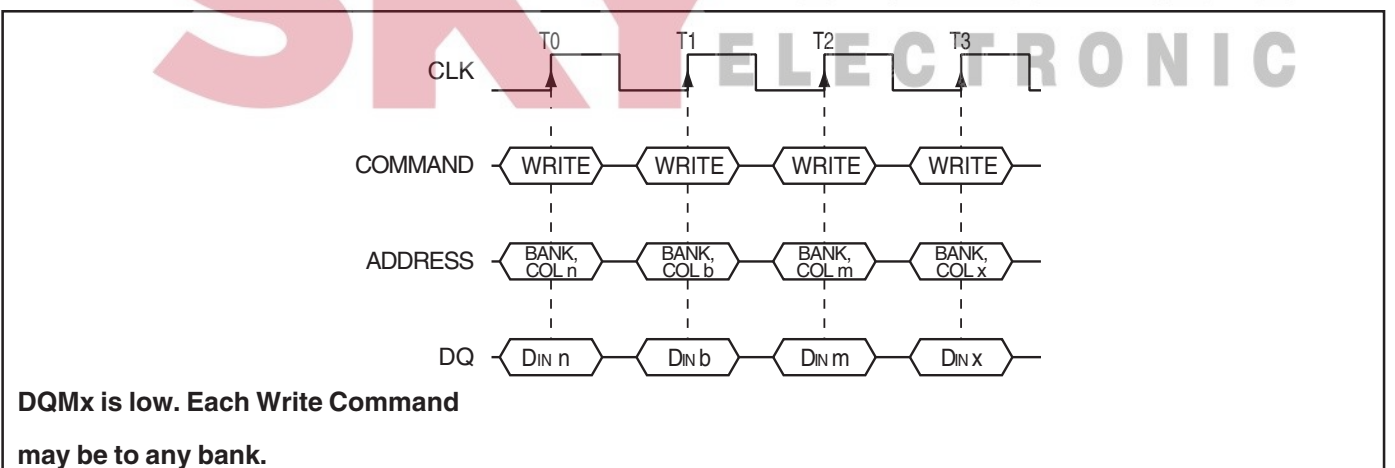 SKY ELECTRONIC
T0 T1 T2 T3
CLK
COMMAND WRITE WRITE WRITE WRITE
ADDRESS BANK, COL n BANK, COL b BANK, COL m BANK, COL x
DQ DIN n DIN b DIN m DIN x
DQMx is low. Each Write Command
may be to any bank.